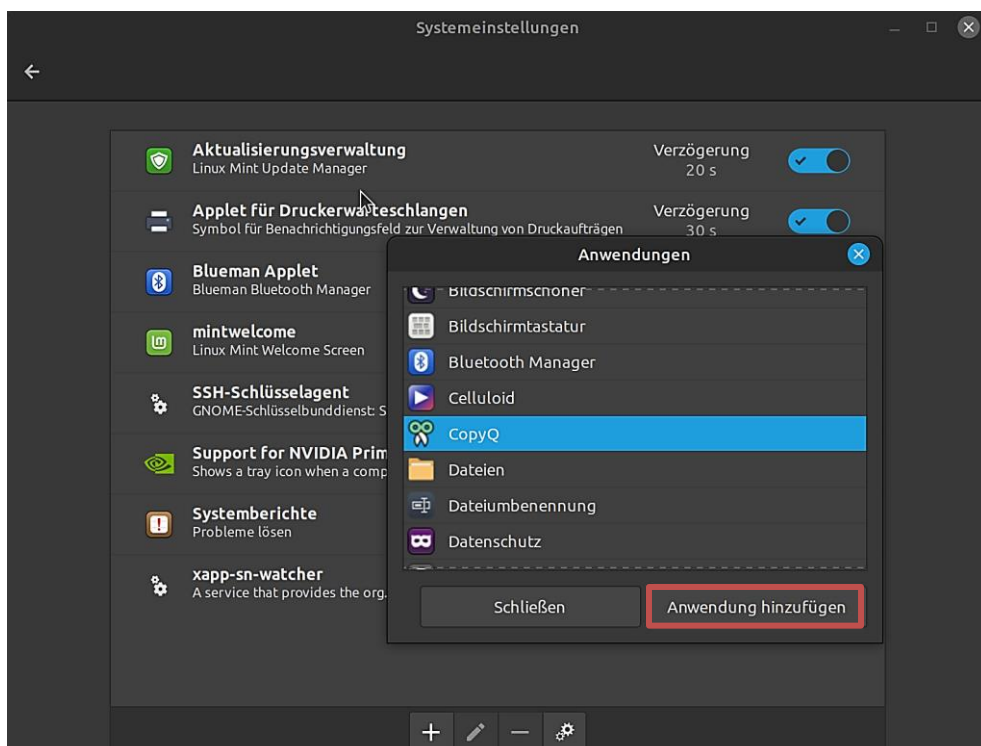 Systemeinstellungen
Aktualisierungsverwaltung
Linux Mint Update Manager
Verzögerung
20 s
Applet für Druckerwarteschlangen
Symbol für Benachrichtigungsfeld zur Verwaltung von Druckaufträgen
Verzögerung
30 s
Blueman Applet
Blueman Bluetooth Manager
mintwelcome
Linux Mint Welcome Screen
SSH-Schlüsselagent
GNOME-Schlüsselbunddienst: S
Support for NVIDIA Prim
Shows a tray icon when a comp
Systemberichte
Probleme lösen
xapp-sn-watcher
A service that provides the org.
Anwendungen
Bildschirmschoner
Bildschirmtastatur
Bluetooth Manager
Celluloid
CopyQ
Dateien
Dateiumbenennung
Datenschutz
Schließen
Anwendung hinzufügen